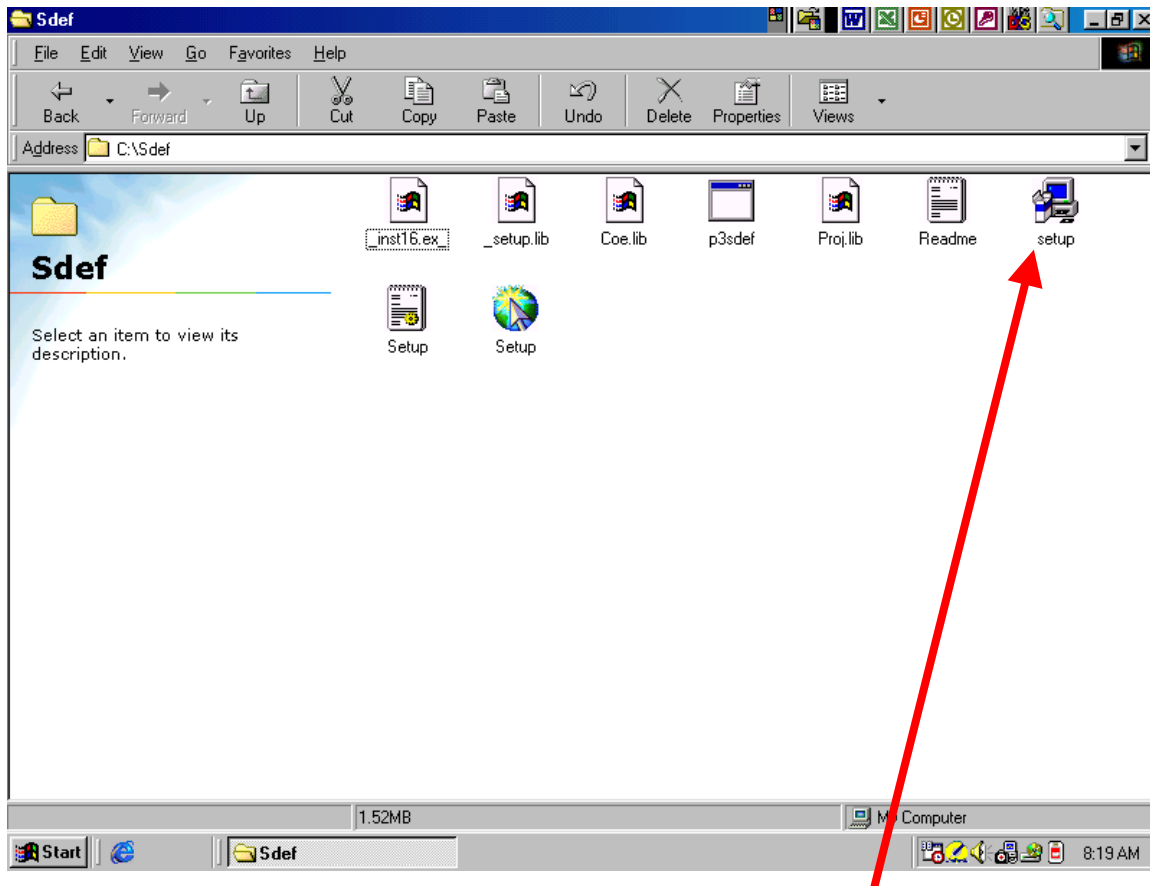 Sdef
File Edit View Go Favorites Help
Back Forward Up Cut Copy Paste Undo Delete Properties Views
Address C:\Sdef
_inst16.ex_ _setup.lib Coe.lib p3sdef Proj.lib Readme setup
Sdef
Select an item to view its
description.
Setup Setup
1.52MB My Computer
Start Sdef 8:19 AM